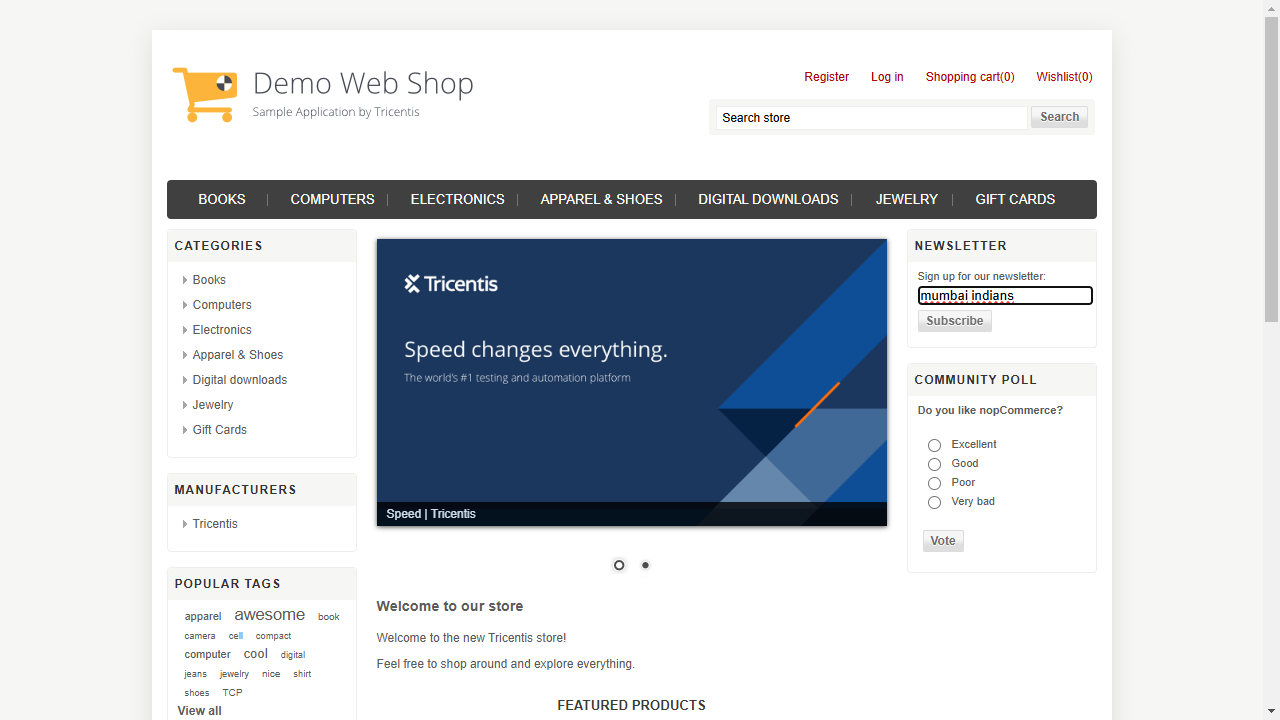 Demo Web Shop
Sample Application by Tricentis
Register Log in Shopping cart(0) Wishlist(0)
Search store Search
BOOKS COMPUTERS ELECTRONICS APPAREL & SHOES DIGITAL DOWNLOADS JEWELRY GIFT CARDS
CATEGORIES
Books
Computers
Electronics
Apparel & Shoes
Digital downloads
Jewelry
Gift Cards
MANUFACTURERS
Tricentis
POPULAR TAGS
apparel awesome book
camera cell compact
computer cool digital
jeans jewelry nice shirt
shoes TCP
View all
Tricentis
Speed changes everything.
The world's #1 testing and automation platform
Speed | Tricentis
Welcome to our store
Welcome to the new Tricentis store!
Feel free to shop around and explore everything.
FEATURED PRODUCTS
NEWSLETTER
Sign up for our newsletter:
mumbai indians
Subscribe
COMMUNITY POLL
Do you like nopCommerce?
Excellent
Good
Poor
Very bad
Vote